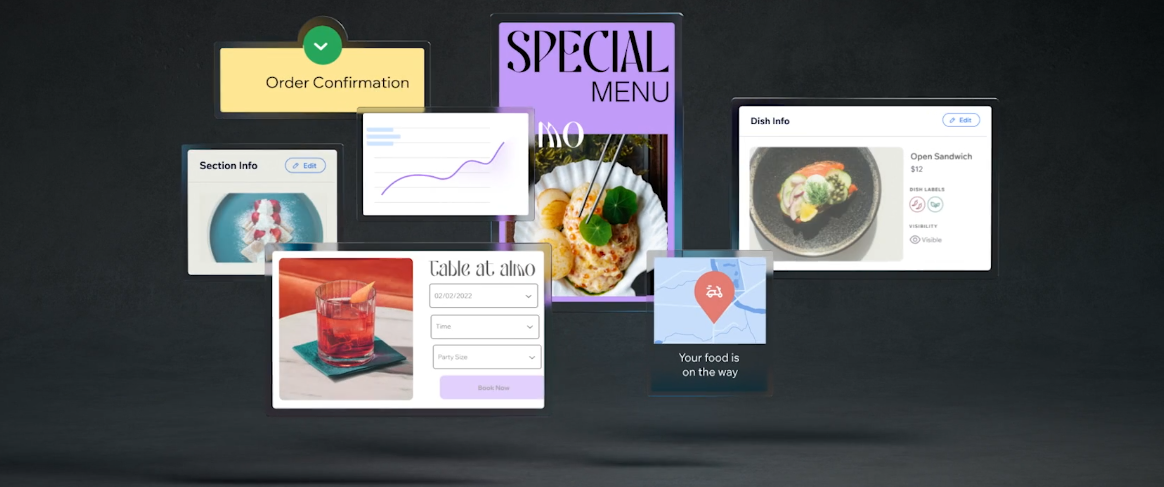 Order Confirmation
SPECIAL
MENU
Section Info
Edit
Dish Info
Edit
Open Sandwich
$12
DISH LABELS
VISIBILITY
Visible
table at almo
02/02/2022
Time
Party Size
Book Now
Your food is
on the way